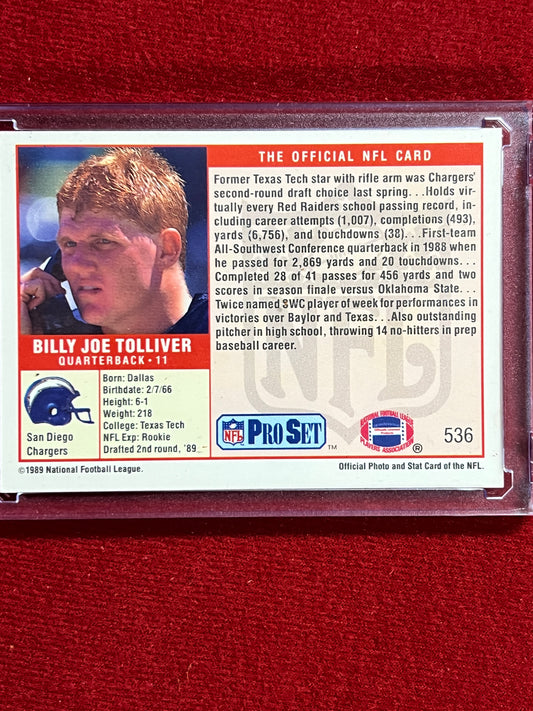 THE OFFICIAL NFL CARD
Former Texas Tech star with rifle arm was Chargers'
second-round draft choice last spring...Holds vir-
tually every Red Raiders school passing record, in-
cluding career attempts (1,007), completions (493),
yards (6,756), and touchdowns (38)...First-team
All-Southwest Conference quarterback in 1988 when
he passed for 2,869 yards and 20 touchdowns...
Completed 28 of 41 passes for 456 yards and two
scores in season finale versus Oklahoma State...
Twice named SWC player of week for performances in
victories over Baylor and Texas...Also outstanding
pitcher in high school, throwing 14 no-hitters in prep
baseball career.
NFL
BILLY JOE TOLLIVER
QUARTERBACK • 11
San Diego
Chargers
Born: Dallas
Birthdate: 2/7/66
Height: 6-1
Weight: 218
College: Texas Tech
NFL Exp: Rookie
Drafted 2nd round, '89
NFL PRO SET ™
NATIONAL FOOTBALL LEAGUE
PLAYERS ASSOCIATION
®
536
©1989 National Football League.
Official Photo and Stat Card of the NFL.